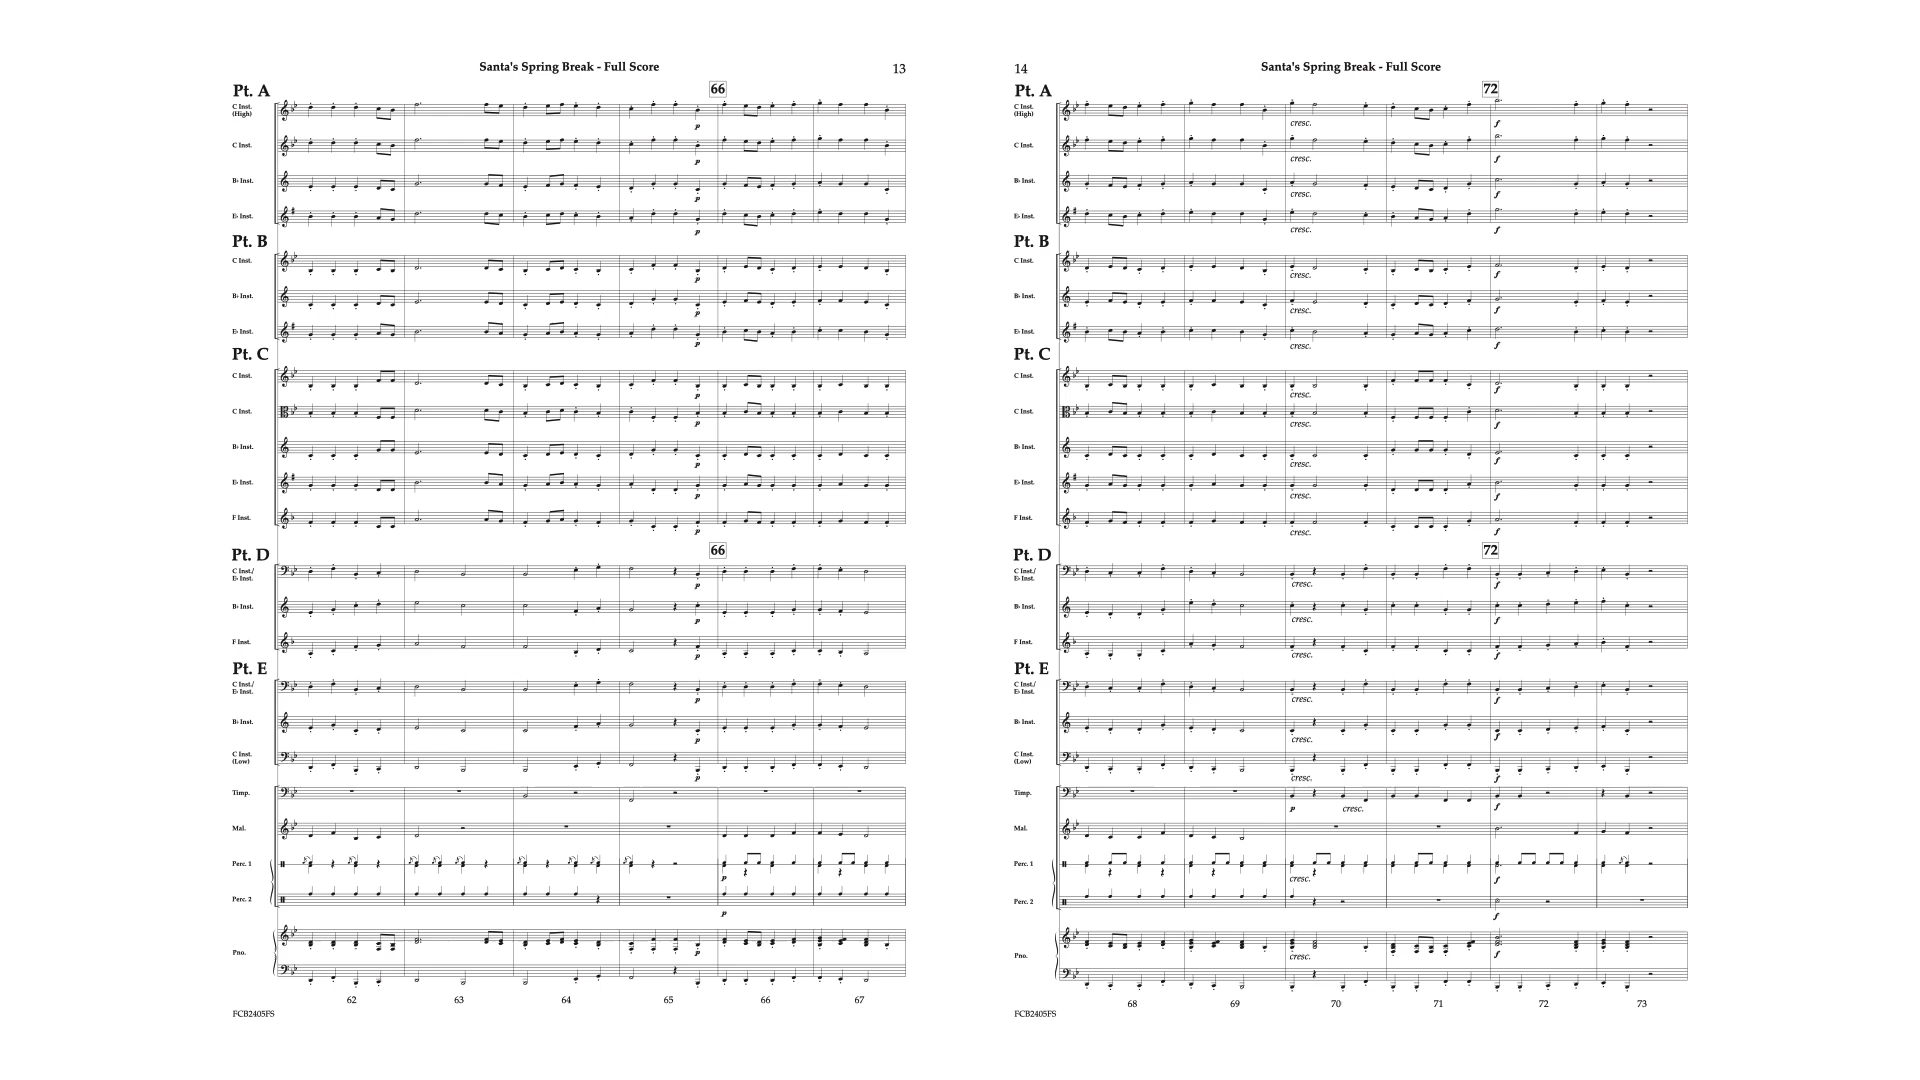 Santa's Spring Break - Full Score
13
66
Pt. A
C Inst.
(High)
C Inst.
B♭ Inst.
E♭ Inst.
p
p
p
p
Pt. B
C Inst.
B♭ Inst.
E♭ Inst.
p
p
p
Pt. C
C Inst.
C Inst.
B♭ Inst.
E♭ Inst.
F Inst.
p
p
p
p
p
66
Pt. D
C Inst./
E♭ Inst.
B♭ Inst.
F Inst.
p
p
p
Pt. E
C Inst./
E♭ Inst.
B♭ Inst.
C Inst.
(Low)
p
p
p
Timp.
Mal.
Perc. 1
p
Perc. 2
p
Pno.
p
62 63 64 65 66 67
FCB2405FS
14
Santa's Spring Break - Full Score
72
Pt. A
C Inst.
(High)
cresc. f
C Inst.
cresc. f
B♭ Inst.
cresc. f
E♭ Inst.
cresc. f
Pt. B
C Inst.
cresc. f
B♭ Inst.
cresc. f
E♭ Inst.
cresc. f
Pt. C
C Inst.
cresc. f
C Inst.
cresc. f
B♭ Inst.
cresc. f
E♭ Inst.
cresc. f
F Inst.
cresc. f
72
Pt. D
C Inst./
E♭ Inst.
cresc. f
B♭ Inst.
cresc. f
F Inst.
cresc. f
Pt. E
C Inst./
E♭ Inst.
cresc. f
B♭ Inst.
cresc. f
C Inst.
(Low)
cresc. f
Timp.
p cresc. f
Mal.
Perc. 1
cresc. f
Perc. 2
f
Pno.
cresc. f
68 69 70 71 72 73
FCB2405FS